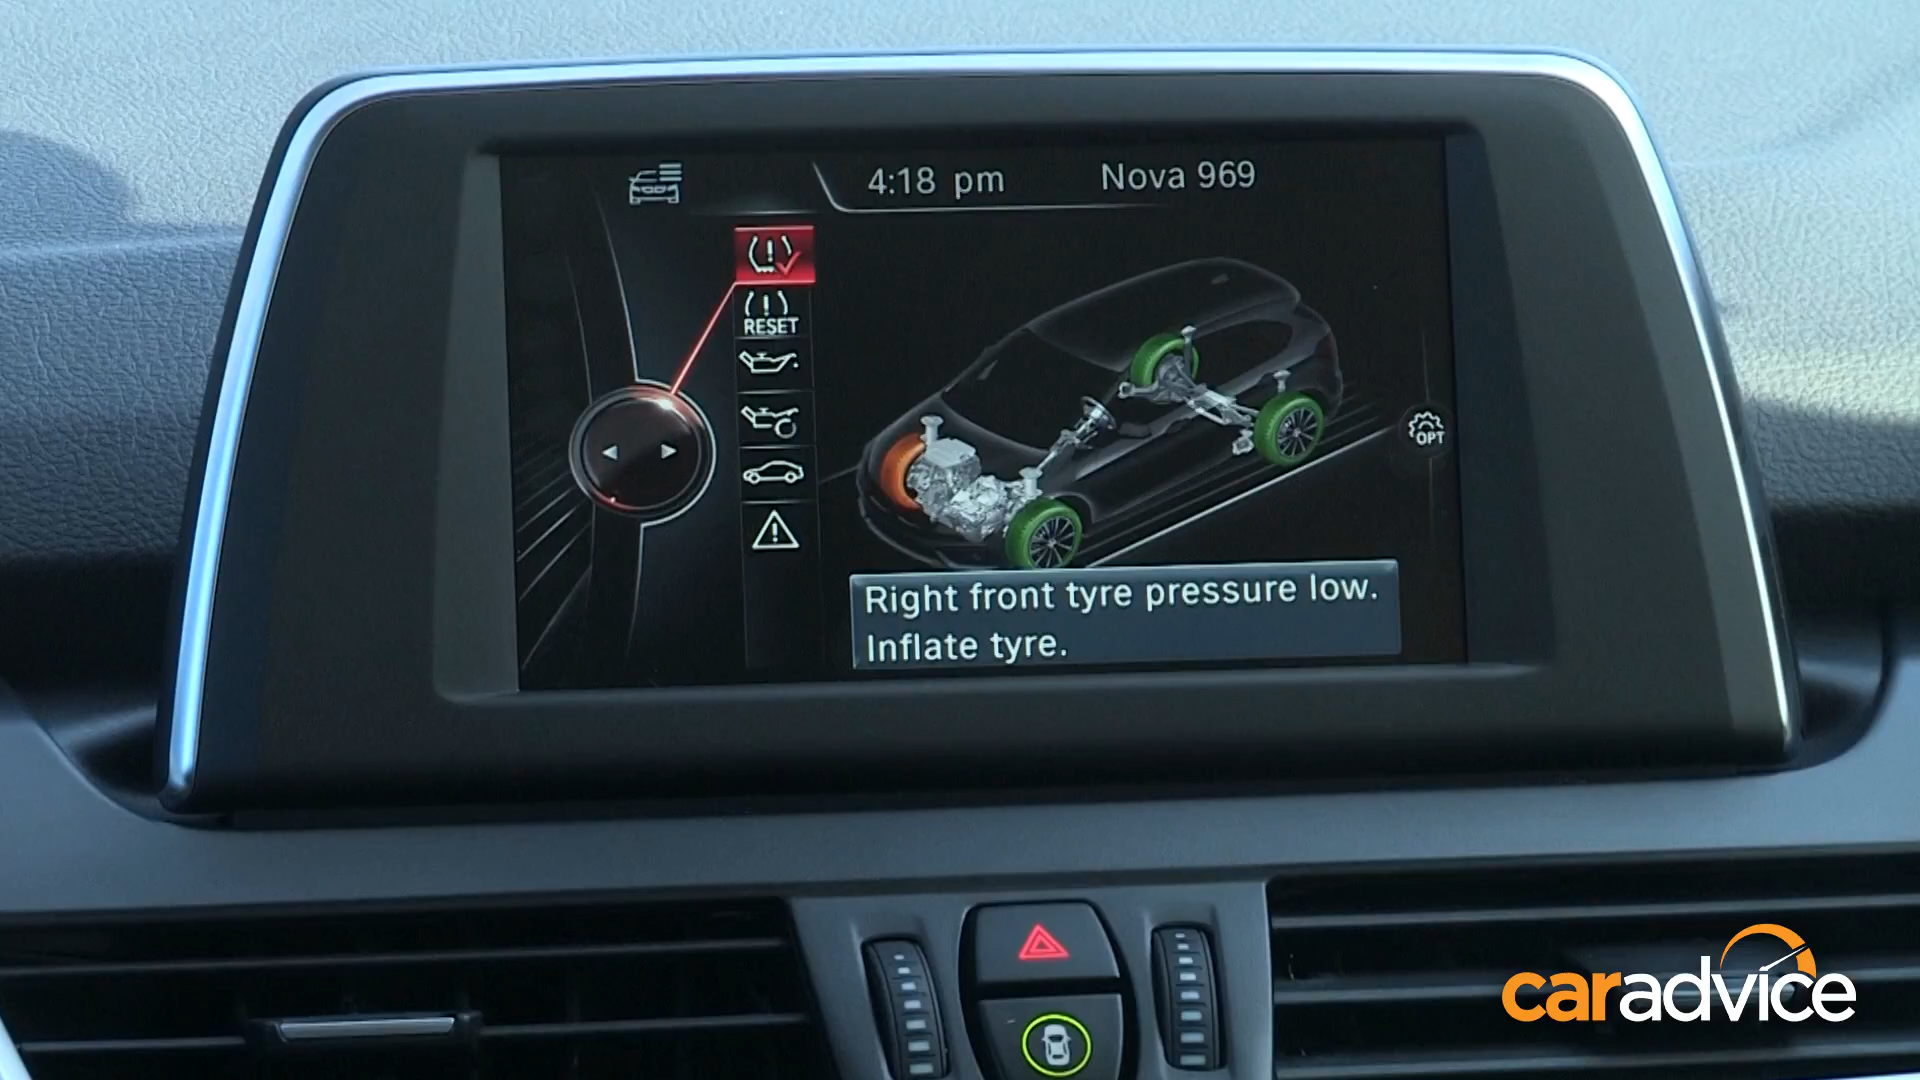 4:18 pm
Nova 969
RESET
OPT
Right front tyre pressure low.
Inflate tyre.
caradvice